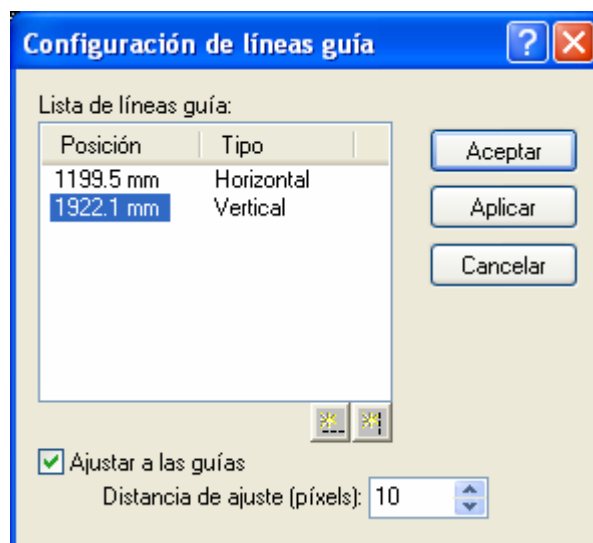 Configuración de líneas guía
Lista de líneas guía:
Posición Tipo
1199.5 mm Horizontal
1922.1 mm Vertical
Aceptar
Aplicar
Cancelar
Ajustar a las guías
Distancia de ajuste (píxels): 10